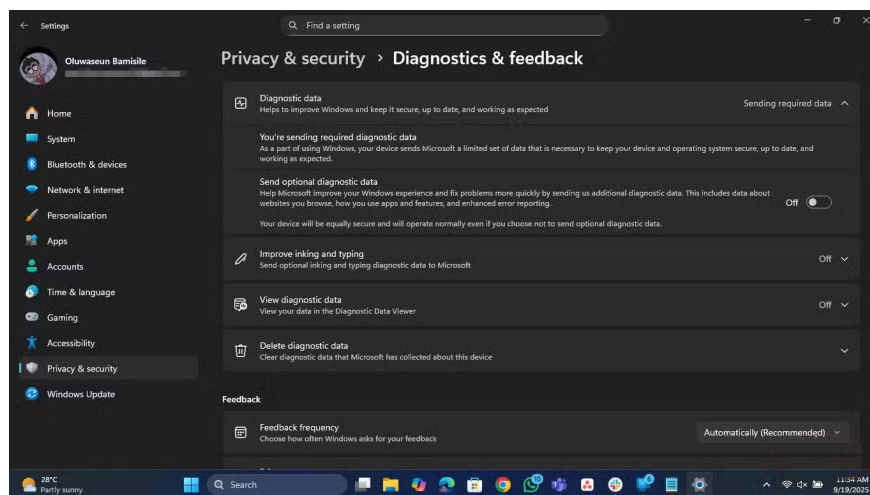 Settings
Find a setting
Oluwaseun Bamisile
Privacy & security > Diagnostics & feedback
Home
System
Bluetooth & devices
Network & internet
Personalization
Apps
Accounts
Time & language
Gaming
Accessibility
Privacy & security
Windows Update
Diagnostic data
Helps to improve Windows and keep it secure, up to date, and working as expected
Sending required data
You're sending required diagnostic data
As a part of using Windows, your device sends Microsoft a limited set of data that is necessary to keep your device and operating system secure, up to date, and
working as expected.
Send optional diagnostic data
Help Microsoft improve your Windows experience and fix problems more quickly by sending us additional diagnostic data. This includes data about
websites you browse, how you use apps and features, and enhanced error reporting.
Off
Your device will be equally secure and will operate normally even if you choose not to send optional diagnostic data.
Improve inking and typing
Send optional inking and typing diagnostic data to Microsoft
Off
View diagnostic data
View your data in the Diagnostic Data Viewer
Off
Delete diagnostic data
Clear diagnostic data that Microsoft has collected about this device
Feedback
Feedback frequency
Choose how often Windows asks for your feedback
Automatically (Recommended)
28°C
Partly sunny
Search
11:34 AM
9/19/2025